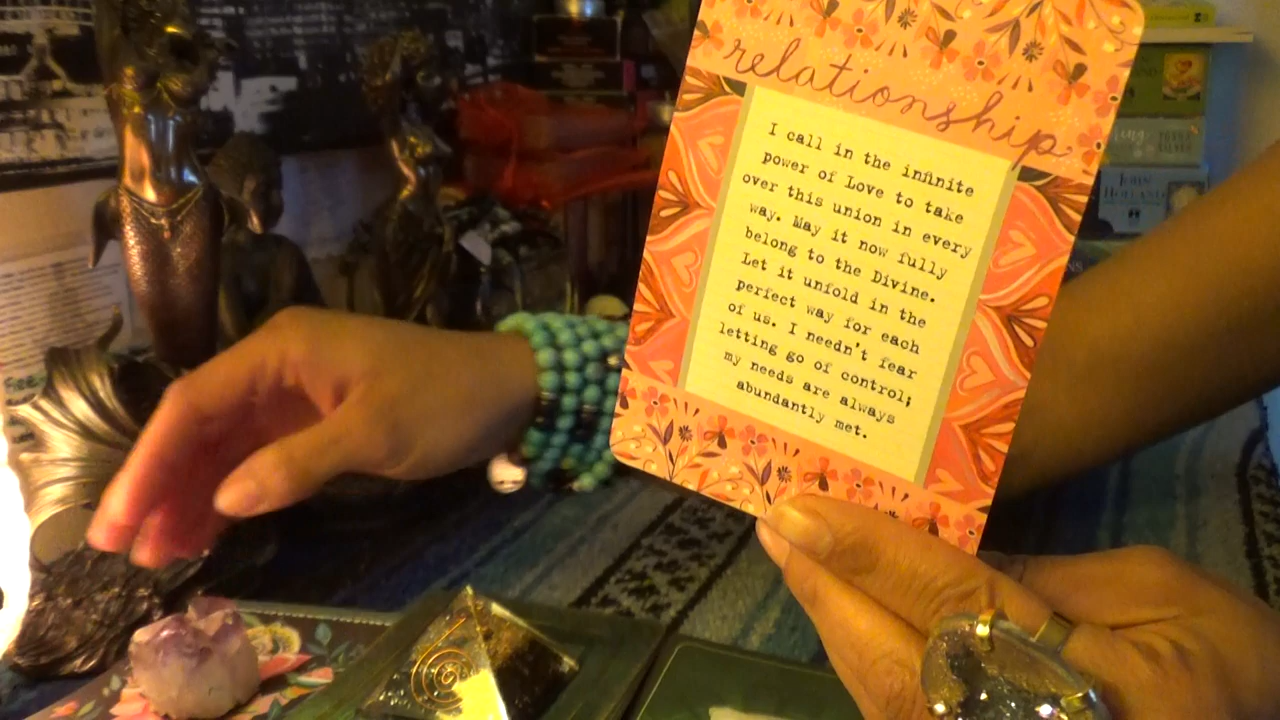 relationship
I call in the infinite
power of Love to take
over this union in every
way. May it now fully
belong to the Divine.
Let it unfold in the
perfect way for each
of us. I needn't fear
letting go of control;
my needs are always
abundantly met.